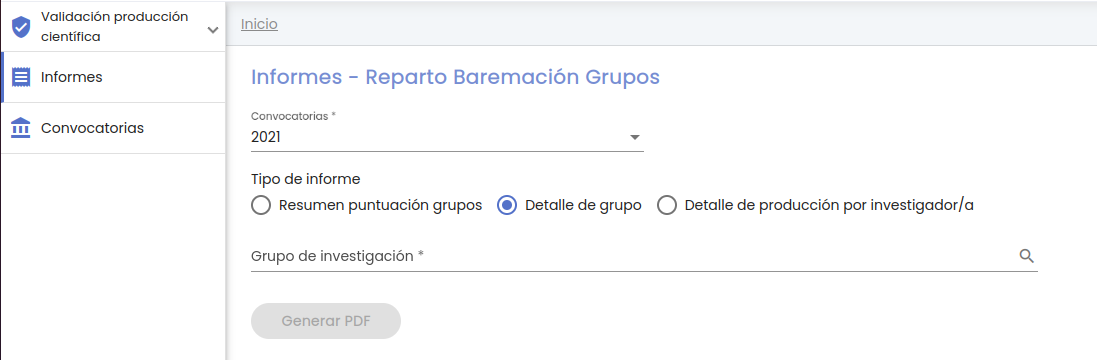 Validación producción
científica
Informes
Convocatorias
Inicio
Informes - Reparto Baremación Grupos
Convocatorias *
2021
Tipo de informe
Resumen puntuación grupos Detalle de grupo Detalle de producción por investigador/a
Grupo de investigación *
Generar PDF